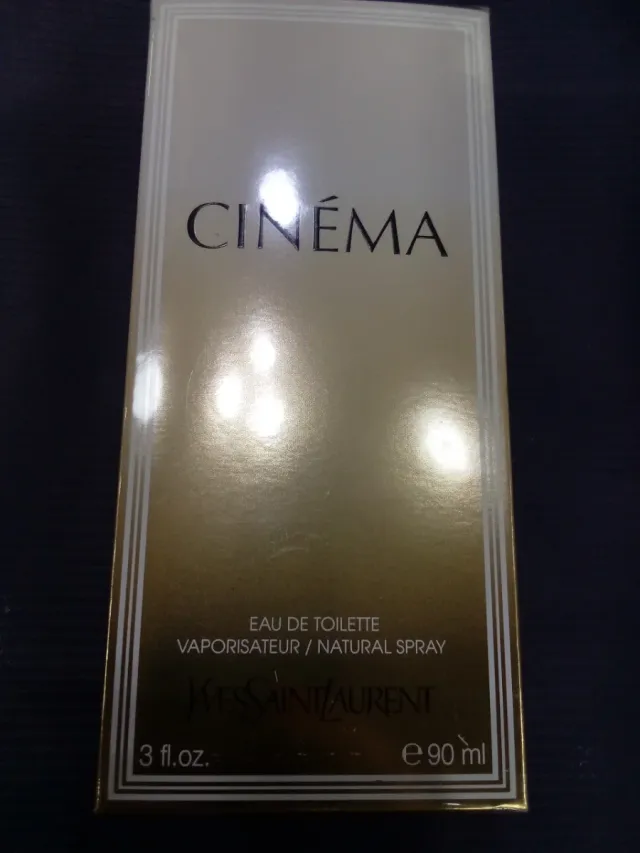 CINÉMA
EAU DE TOILETTE
VAPORISATEUR / NATURAL SPRAY
YVESSAINTLAURENT
3 fl.oz.
e 90 ml